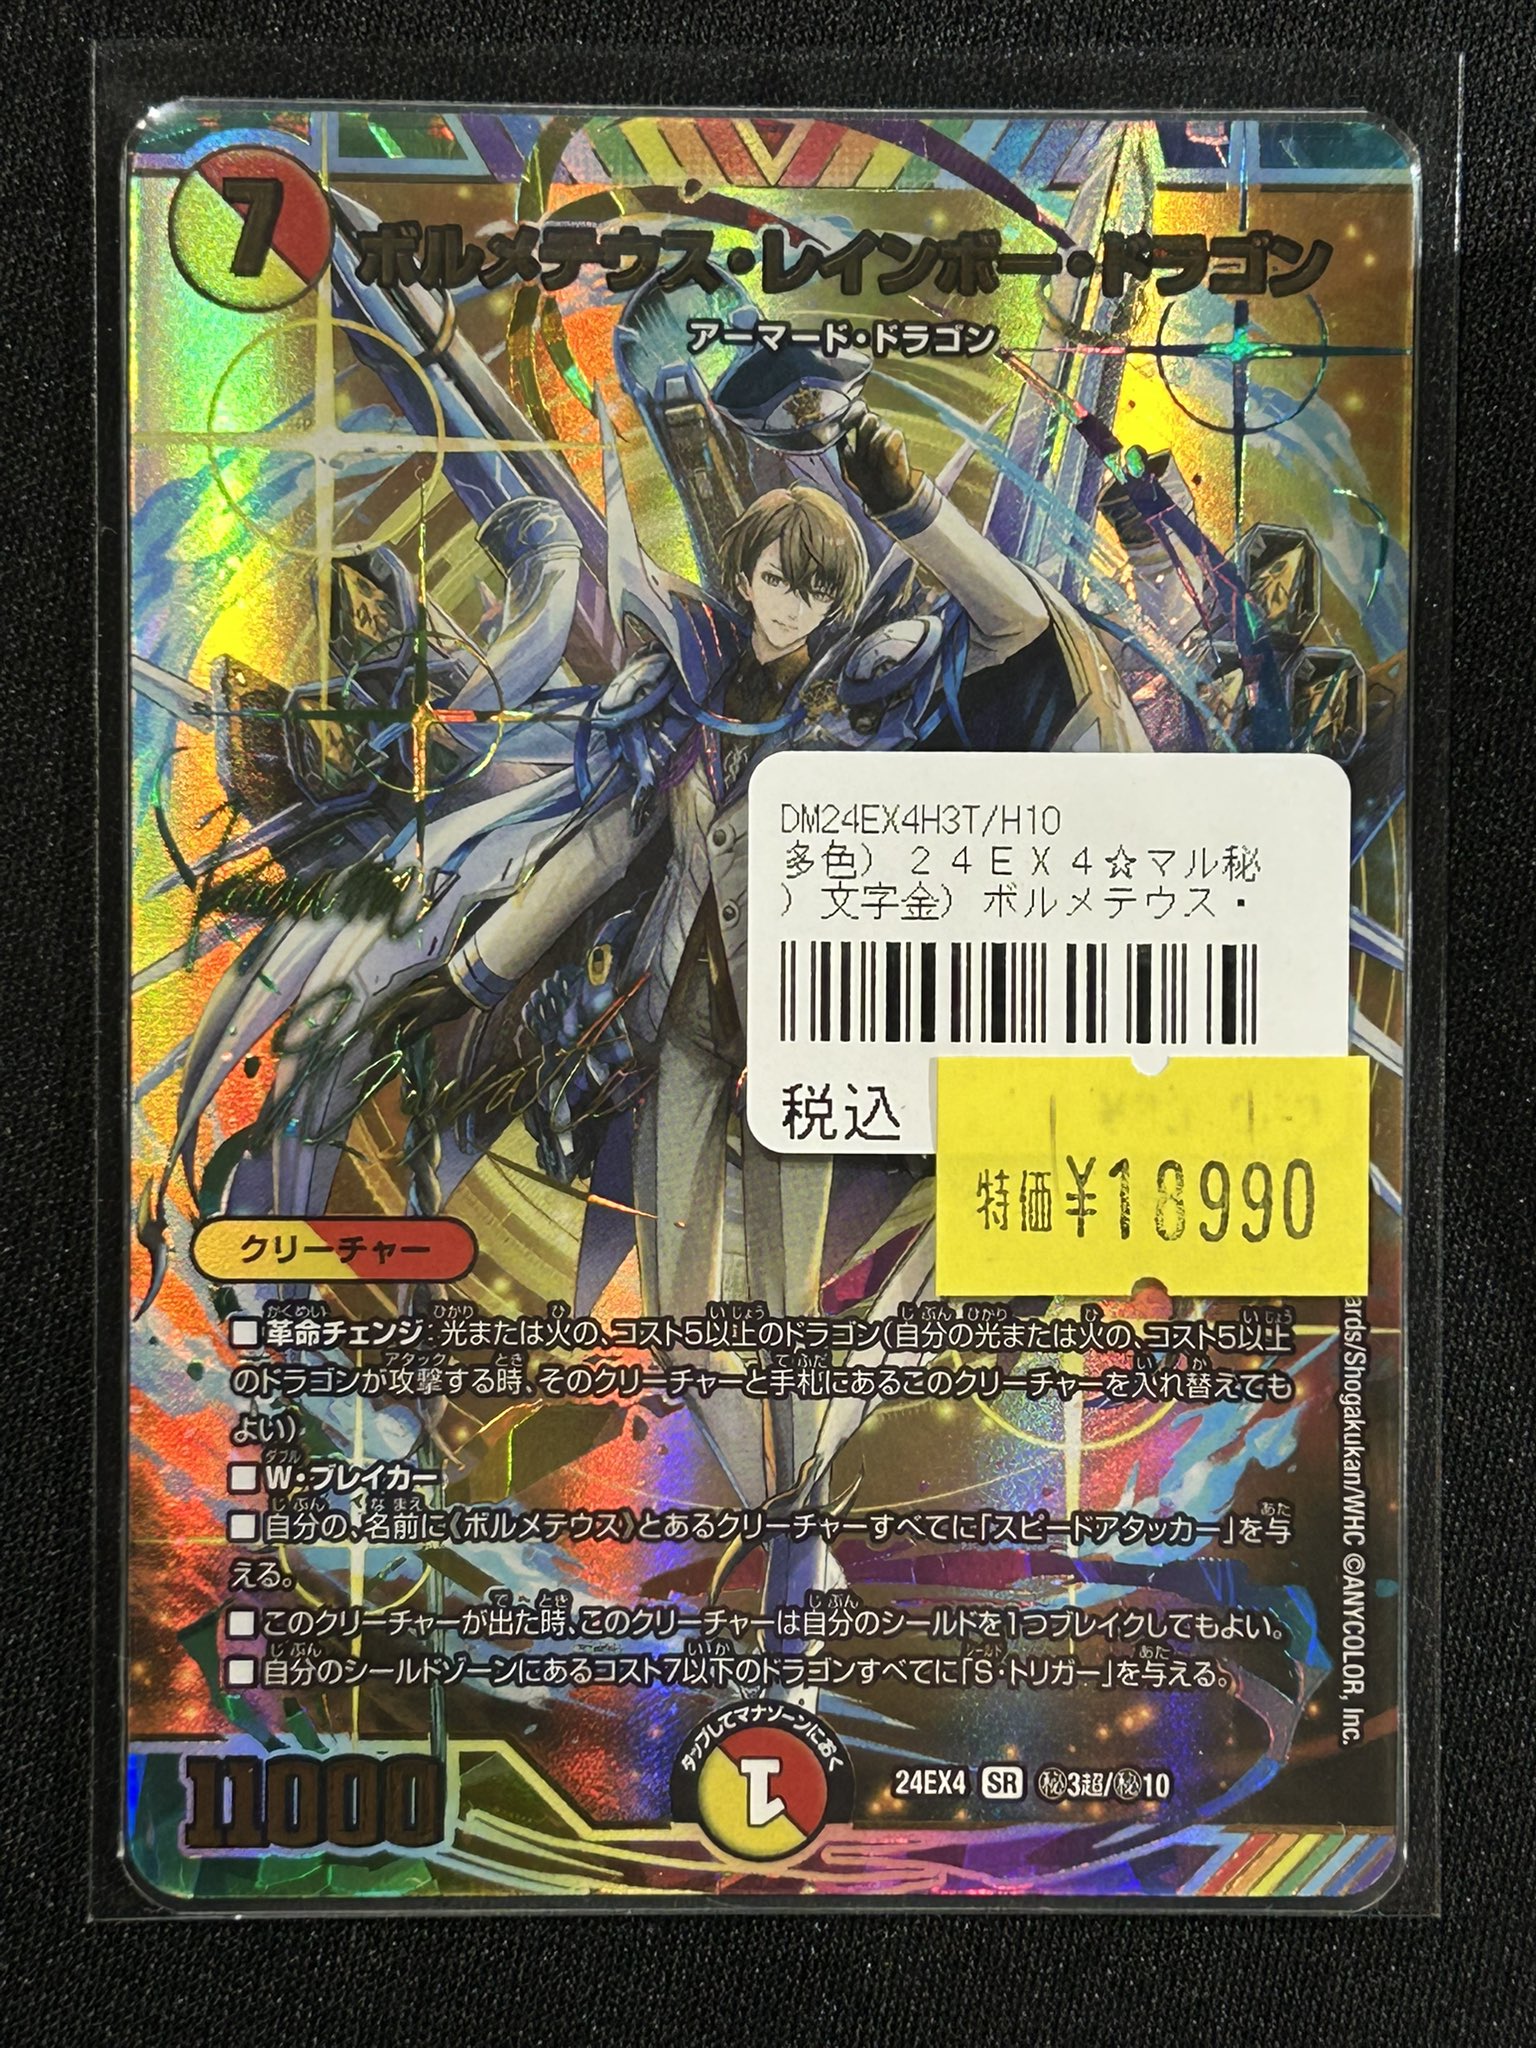 7
ボルメテウス・レインボー・ドラゴン
アーマード・ドラゴン
DM24EX4H3T/H10
多色) 24EX4☆マル秘
) 文字金) ボルメテウス・
税込
特価¥18990
クリーチャー
■革命チェンジ:光または火の、コスト5以上のドラゴン(自分の光または火の、コスト5以上
のドラゴンが攻撃する時、そのクリーチャーと手札にあるこのクリーチャーを入れ替えても
よい)
■W・ブレイカー
■自分の、名前に《ボルメテウス》とあるクリーチャーすべてに「スピードアタッカー」を与
える。
■このクリーチャーが出た時、このクリーチャーは自分のシールドを1つブレイクしてもよい。
■自分のシールドゾーンにあるコスト7以下のドラゴンすべてに「S・トリガー」を与える。
ards/Shogakukan/WHC ©ANYCOLOR, Inc.
タップしてマナゾーンにおく
1
11000
24EX4 SR ㊙3超/㊙10